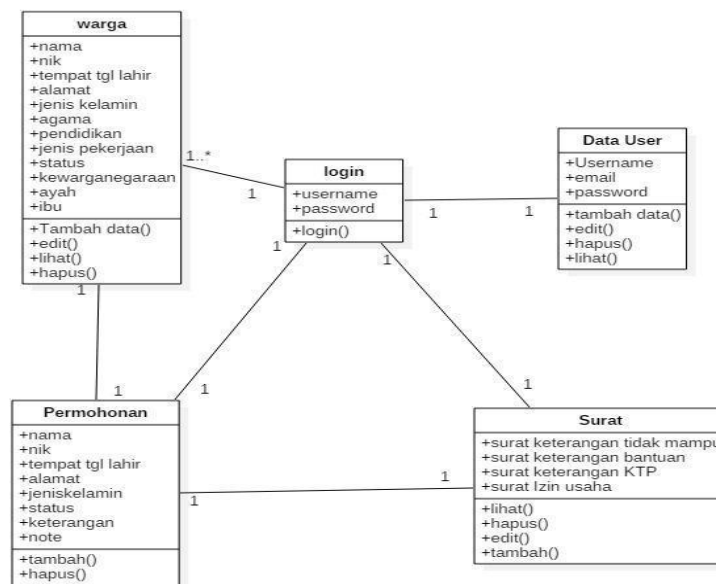 warga
+nama
+nik
+tempat tgl lahir
+alamat
+jenis kelamin
+agama
+pendidikan
+jenis pekerjaan
+status
+kewarganegaraan
+ayah
+ibu
+Tambah data()
+edit()
+lihat()
+hapus()
1..*
1
login
+username
+password
+login()
1
1
Data User
+Username
+email
+password
+tambah data()
+edit()
+hapus()
+lihat()
1
1
1
1
1
1
Permohonan
+nama
+nik
+tempat tgl lahir
+alamat
+jeniskelamin
+status
+keterangan
+note
+tambah()
+hapus()
1
1
Surat
+surat keterangan tidak mampu
+surat keterangan bantuan
+surat keterangan KTP
+surat Izin usaha
+lihat()
+hapus()
+edit()
+tambah()